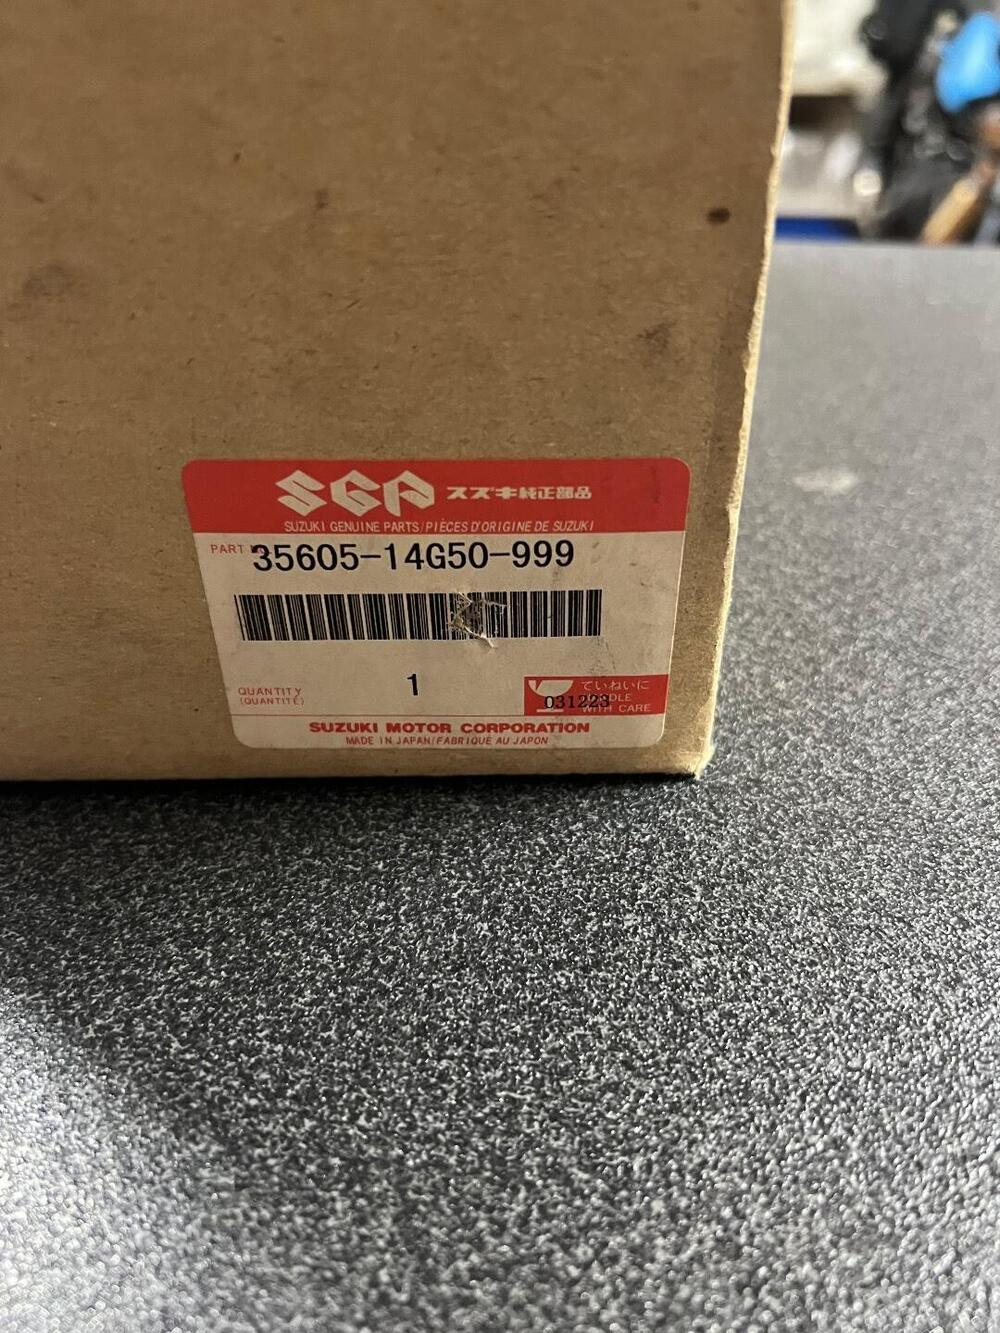 SGP スズキ純正部品
SUZUKI GENUINE PARTS/PIÈCES D'ORIGINE DE SUZUKI
PART
35605-14G50-999
1
QUANTITY
(QUANTITÉ)
ていねいに
031223
WITH CARE
SUZUKI MOTOR CORPORATION
MADE IN JAPAN/FABRIQUÉ AU JAPON